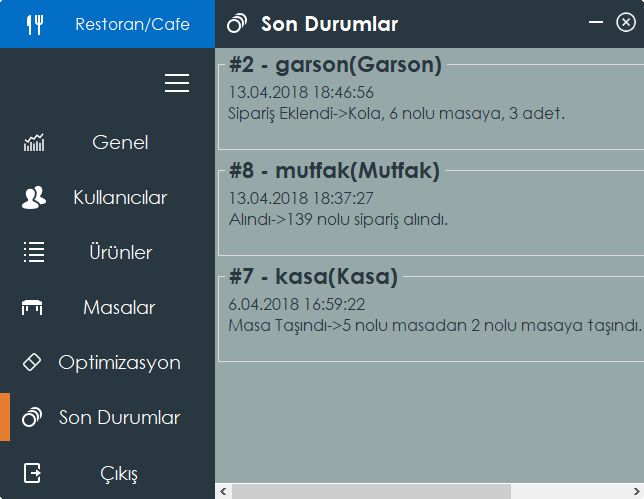 Restoran/Cafe
Son Durumlar
Genel
Kullanıcılar
Ürünler
Masalar
Optimizasyon
Son Durumlar
Çıkış
#2 - garson(Garson)
13.04.2018 18:46:56
Sipariş Eklendi->Kola, 6 nolu masaya, 3 adet.
#8 - mutfak(Mutfak)
13.04.2018 18:37:27
Alındı->139 nolu sipariş alındı.
#7 - kasa(Kasa)
6.04.2018 16:59:22
Masa Taşındı->5 nolu masadan 2 nolu masaya taşındı.